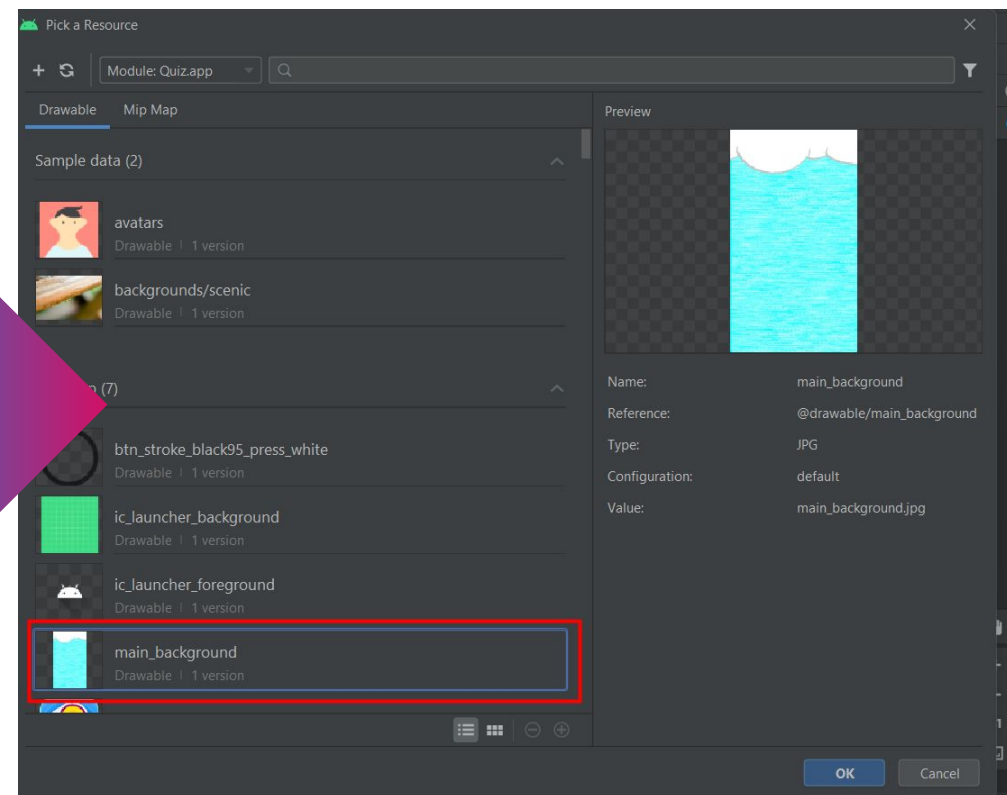 Pick a Resource
Module: Quiz.app
Drawable Mip Map
Sample data (2)
avatars
Drawable | 1 version
backgrounds/scenic
Drawable | 1 version
(7)
btn_stroke_black95_press_white
Drawable | 1 version
ic_launcher_background
Drawable | 1 version
ic_launcher_foreground
Drawable | 1 version
main_background
Drawable | 1 version
Preview
Name: main_background
Reference: @drawable/main_background
Type: JPG
Configuration: default
Value: main_background.jpg
OK Cancel